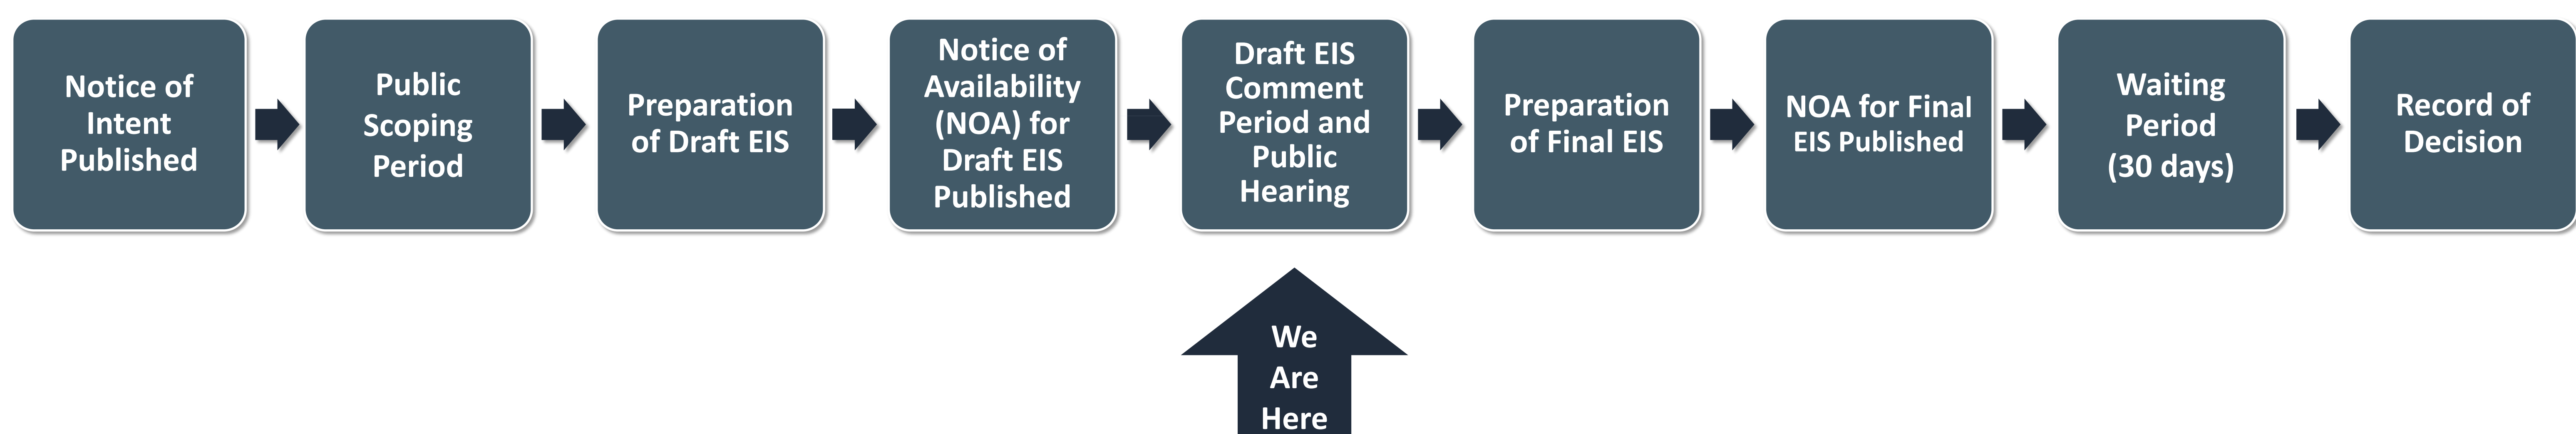 Notice of
Intent
Published
Public
Scoping
Period
Preparation
of Draft EIS
Notice of
Availability
(NOA) for
Draft EIS
Published
Draft EIS
Comment
Period and
Public
Hearing
Preparation
of Final EIS
NOA for Final
EIS Published
Waiting
Period
(30 days)
Record of
Decision
We
Are
Here